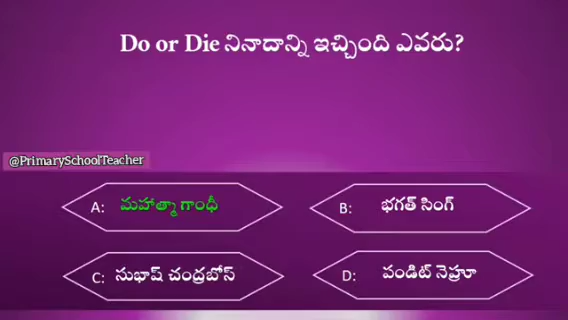 Do or Die నినాదాన్ని ఇచ్చింది ఎవరు?
@PrimarySchoolTeacher
A: మహాత్మా గాంధీ
B: భగత్ సింగ్
C: సుభాష్ చంద్రబోస్
D: పండిట్ నెహ్రూ